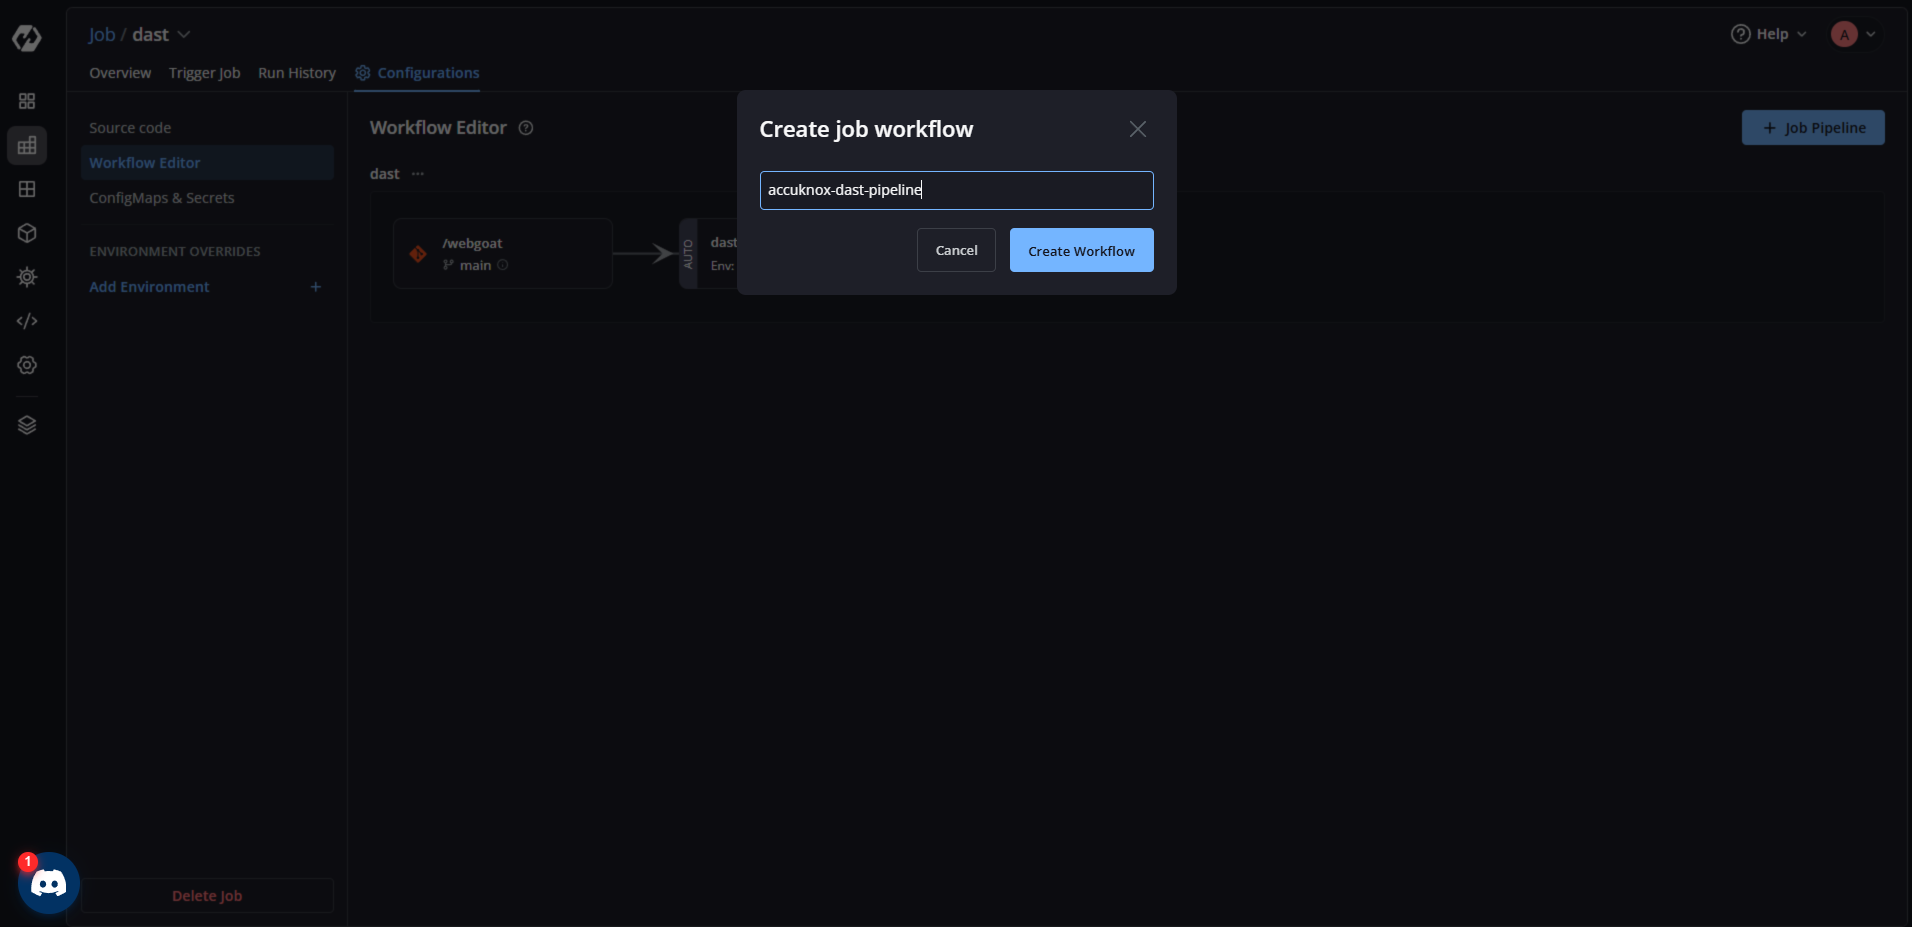 Job / dast
Help
A
Overview Trigger Job Run History Configurations
Source code
Workflow Editor
ConfigMaps & Secrets
ENVIRONMENT OVERRIDES
Add Environment +
Workflow Editor
+ Job Pipeline
dast ...
/webgoat
main
AUTO
dast
Env:
Create job workflow
accuknox-dast-pipeline
Cancel
Create Workflow
1
Delete Job